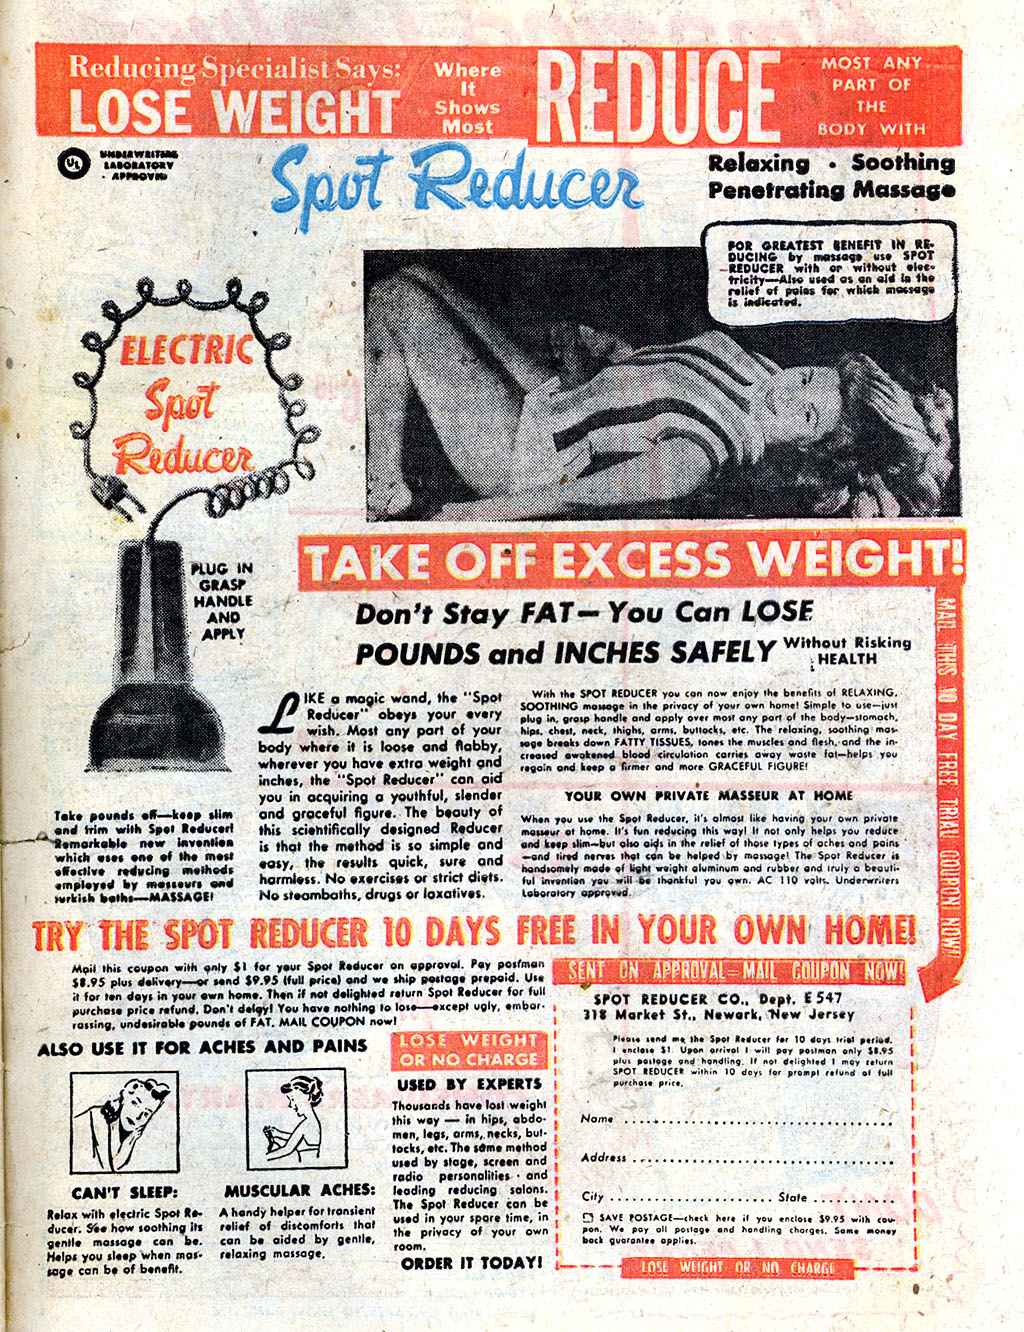 Reducing Specialist Says:
LOSE WEIGHT
Where
It
Shows
Most
REDUCE
MOST ANY
PART OF
THE
BODY WITH
UL
UNDERWRITERS
LABORATORY
APPROVED
Spot Reducer
Relaxing • Soothing
Penetrating Massage
FOR GREATEST BENEFIT IN RE-
DUCING by massage use SPOT
REDUCER with or without elec-
tricity—Also used as an aid in the
relief of pains for which massage
is indicated.
ELECTRIC
Spot
Reducer
PLUG IN
GRASP
HANDLE
AND
APPLY
TAKE OFF EXCESS WEIGHT!
Don't Stay FAT—You Can LOSE
POUNDS and INCHES SAFELY
Without Risking
HEALTH
MAIL THIS 10 DAY FREE TRIAL COUPON NOW!
LIKE a magic wand, the "Spot
Reducer" obeys your every
wish. Most any part of your
body where it is loose and flabby,
wherever you have extra weight and
inches, the "Spot Reducer" can aid
you in acquiring a youthful, slender
and graceful figure. The beauty of
this scientifically designed Reducer
is that the method is so simple and
easy, the results quick, sure and
harmless. No exercises or strict diets.
No steambaths, drugs or laxatives.
With the SPOT REDUCER you can now enjoy the benefits of RELAXING,
SOOTHING massage in the privacy of your own home! Simple to use—just
plug in, grasp handle and apply over most any part of the body—stomach,
hips, chest, neck, thighs, arms, buttocks, etc. The relaxing, soothing mas-
sage breaks down FATTY TISSUES, tones the muscles and flesh, and the in-
creased awakened blood circulation carries away waste fat—helps you
regain and keep a firmer and more GRACEFUL FIGURE!
YOUR OWN PRIVATE MASSEUR AT HOME
When you use the Spot Reducer, it's almost like having your own private
masseur at home. It's fun reducing this way! It not only helps you reduce
and keep slim—but also aids in the relief of those types of aches and pains
—and tired nerves that can be helped by massage! The Spot Reducer is
handsomely made of light weight aluminum and rubber and truly a beauti-
ful invention you will be thankful you own. AC 110 volts. Underwriters
Laboratory approved.
Take pounds off—keep slim
and trim with Spot Reducer!
Remarkable new invention
which uses one of the most
effective reducing methods
employed by masseurs and
turkish baths—MASSAGE!
TRY THE SPOT REDUCER 10 DAYS FREE IN YOUR OWN HOME!
Mail this coupon with only $1 for your Spot Reducer on approval. Pay postman
$8.95 plus delivery—or send $9.95 (full price) and we ship postage prepaid. Use
it for ten days in your own home. Then if not delighted return Spot Reducer for full
purchase price refund. Don't delay! You have nothing to lose—except ugly, embar-
rassing, undesirable pounds of FAT. MAIL COUPON now!
ALSO USE IT FOR ACHES AND PAINS
CAN'T SLEEP:
Relax with electric Spot Re-
ducer. See how soothing its
gentle massage can be.
Helps you sleep when mas-
sage can be of benefit.
MUSCULAR ACHES:
A handy helper for transient
relief of discomforts that
can be aided by gentle,
relaxing massage.
LOSE WEIGHT
OR NO CHARGE
USED BY EXPERTS
Thousands have lost weight
this way — in hips, abdo-
men, legs, arms, necks, but-
tocks, etc. The same method
used by stage, screen and
radio personalities and
leading reducing salons.
The Spot Reducer can be
used in your spare time, in
the privacy of your own
room.
ORDER IT TODAY!
SENT ON APPROVAL—MAIL COUPON NOW!
SPOT REDUCER CO., Dept. E547
318 Market St., Newark, New Jersey
Please send me the Spot Reducer for 10 days trial period.
I enclose $1. Upon arrival I will pay postman only $8.95
plus postage and handling. If not delighted I may return
SPOT REDUCER within 10 days for prompt refund of full
purchase price.
Name
Address
City State
SAVE POSTAGE—check here if you enclose $9.95 with cou-
pon. We pay all postage and handling charges. Same money
back guarantee applies.
LOSE WEIGHT OR NO CHARGE